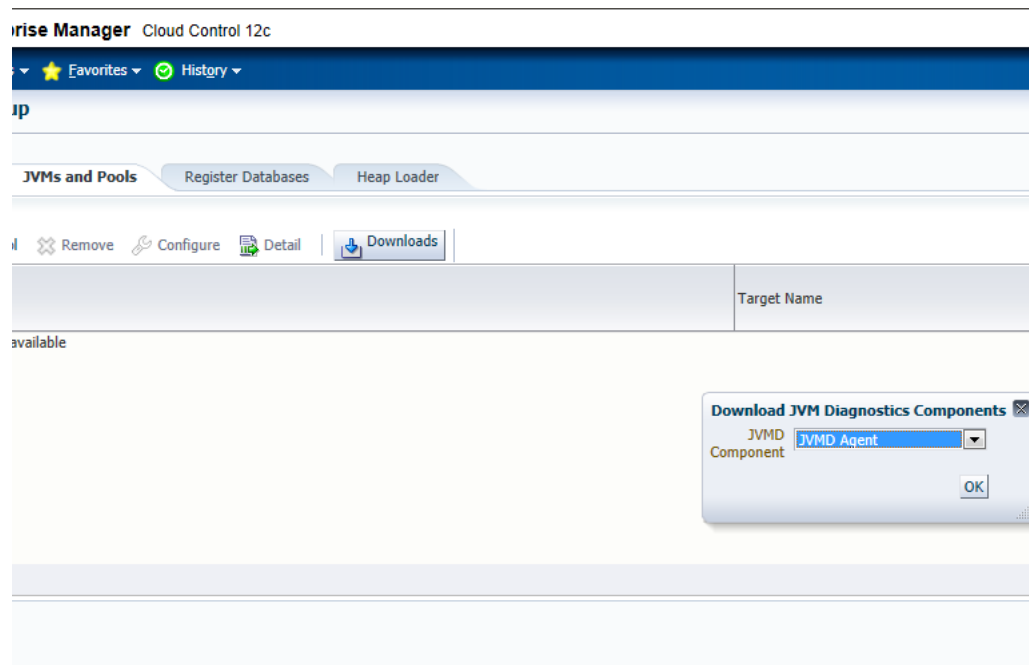 rise Manager Cloud Control 12c
s Favorites History
up
JVMs and Pools Register Databases Heap Loader
ol Remove Configure Detail Downloads
Target Name
available
Download JVM Diagnostics Components
JVMD Component JVMD Agent
OK